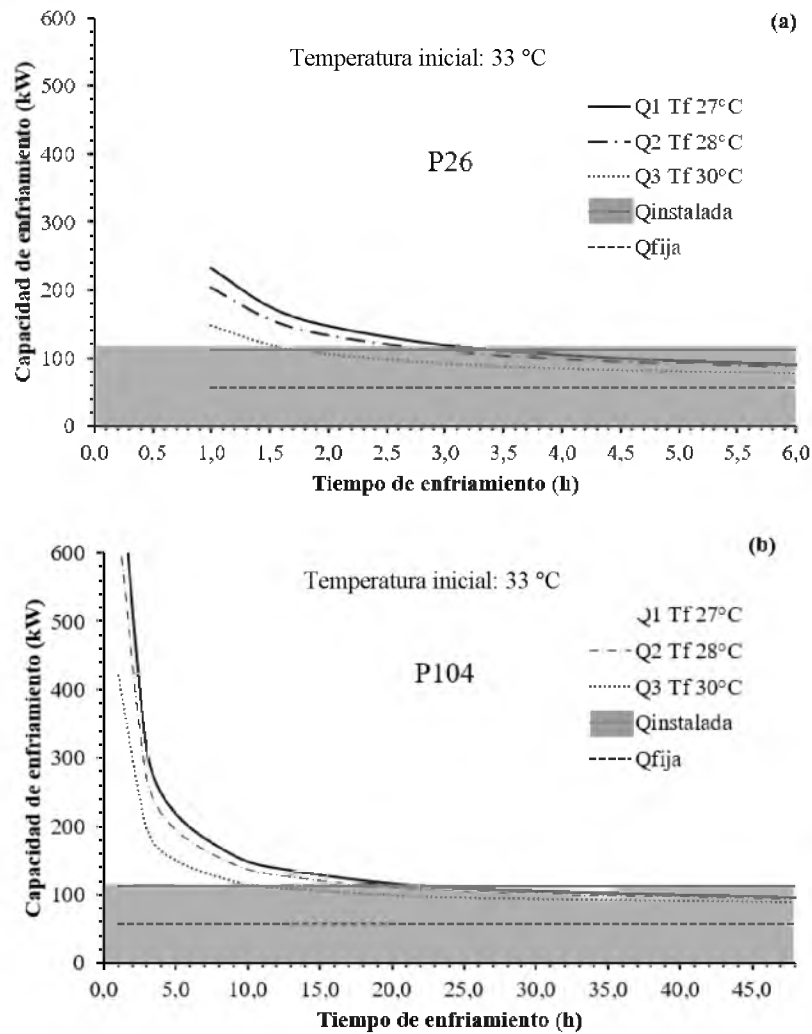 (a)
600
500
400
300
200
100
0
Capacidad de enfriamiento (kW)
Temperatura inicial: 33 °C
P26
Q1 Tf 27°C
Q2 Tf 28°C
Q3 Tf 30°C
Qinstalada
Qfija
0,0 0,5 1,0 1,5 2,0 2,5 3,0 3,5 4,0 4,5 5,0 5,5 6,0
Tiempo de enfriamiento (h)
(b)
600
500
400
300
200
100
0
Capacidad de enfriamiento (kW)
Temperatura inicial: 33 °C
P104
Q1 Tf 27°C
Q2 Tf 28°C
Q3 Tf 30°C
Qinstalada
Qfija
0,0 5,0 10,0 15,0 20,0 25,0 30,0 35,0 40,0 45,0
Tiempo de enfriamiento (h)